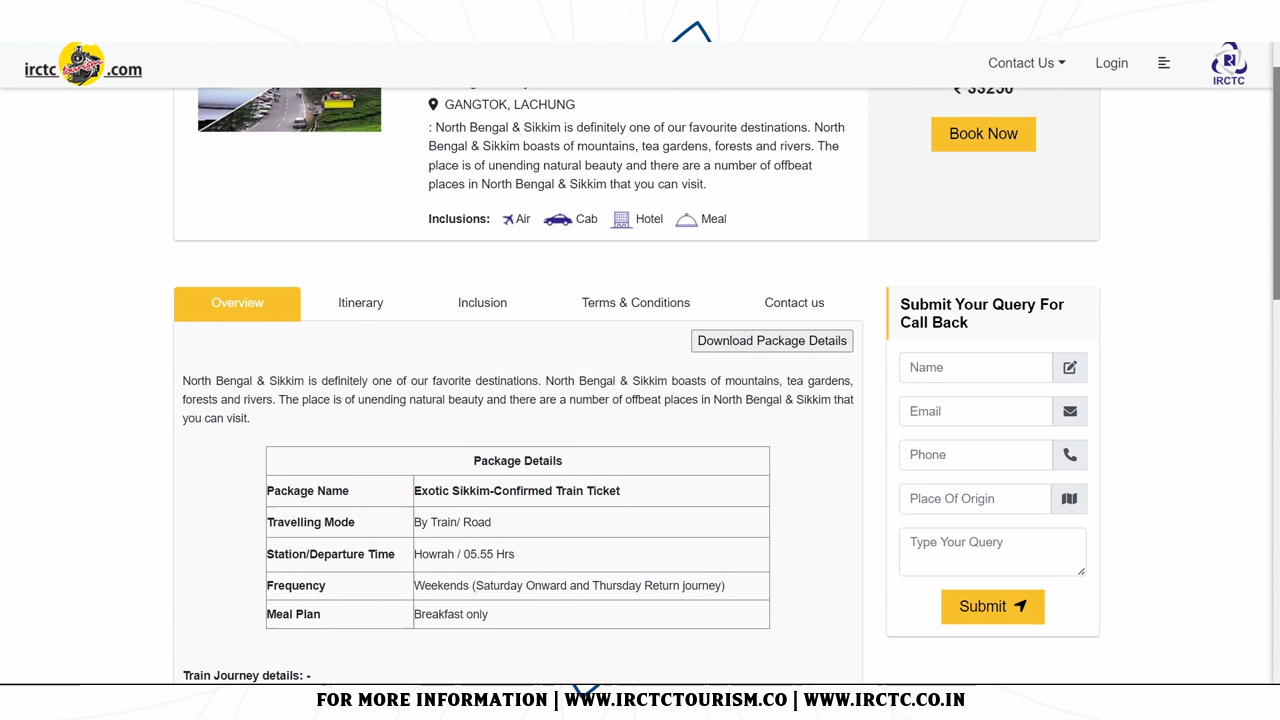 irctc tourism .com
Contact Us
Login
IRCTC
₹ 33250
GANGTOK, LACHUNG
: North Bengal & Sikkim is definitely one of our favourite destinations. North
Bengal & Sikkim boasts of mountains, tea gardens, forests and rivers. The
place is of unending natural beauty and there are a number of offbeat
places in North Bengal & Sikkim that you can visit.
Book Now
Inclusions: Air Cab Hotel Meal
Overview
Itinerary
Inclusion
Terms & Conditions
Contact us
Download Package Details
North Bengal & Sikkim is definitely one of our favorite destinations. North Bengal & Sikkim boasts of mountains, tea gardens,
forests and rivers. The place is of unending natural beauty and there are a number of offbeat places in North Bengal & Sikkim that
you can visit.
Package Details
Package Name Exotic Sikkim-Confirmed Train Ticket
Travelling Mode By Train/ Road
Station/Departure Time Howrah / 05.55 Hrs
Frequency Weekends (Saturday Onward and Thursday Return journey)
Meal Plan Breakfast only
Train Journey details: -
Submit Your Query For
Call Back
Name
Email
Phone
Place Of Origin
Type Your Query
Submit
FOR MORE INFORMATION | WWW.IRCTCTOURISM.CO | WWW.IRCTC.CO.IN